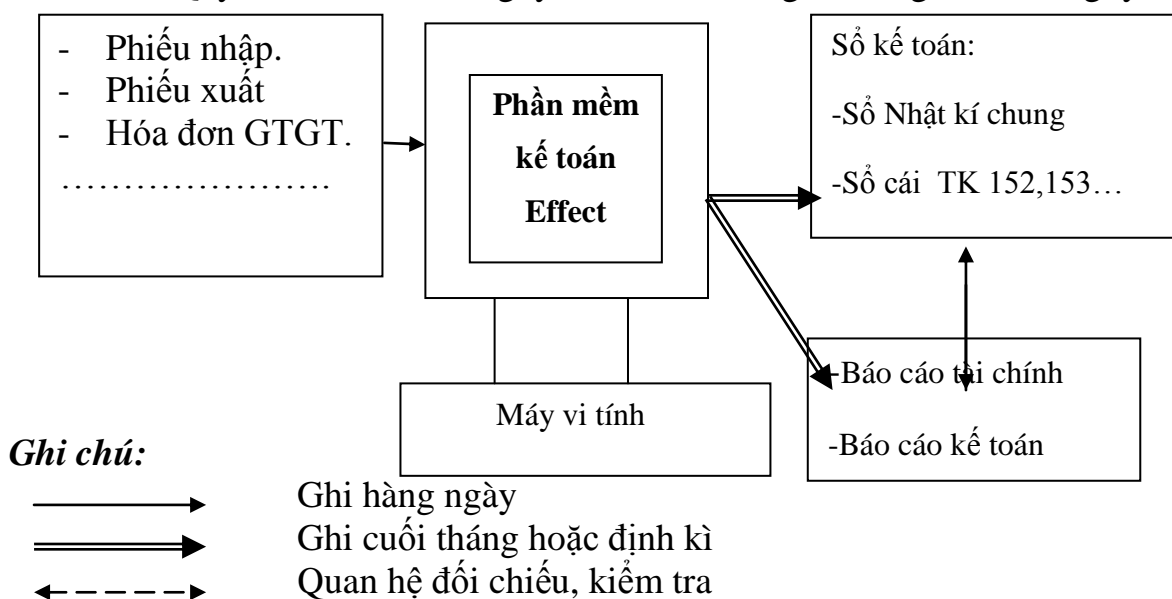 - Phiếu nhập.
- Phiếu xuất
- Hóa đơn GTGT.
…………………….
Phần mềm
kế toán
Effect
Sổ kế toán:
-Sổ Nhật kí chung
-Sổ cái TK 152,153…
Máy vi tính
-Báo cáo tài chính
-Báo cáo kế toán
Ghi chú:
Ghi hàng ngày
Ghi cuối tháng hoặc định kì
Quan hệ đối chiếu, kiểm tra